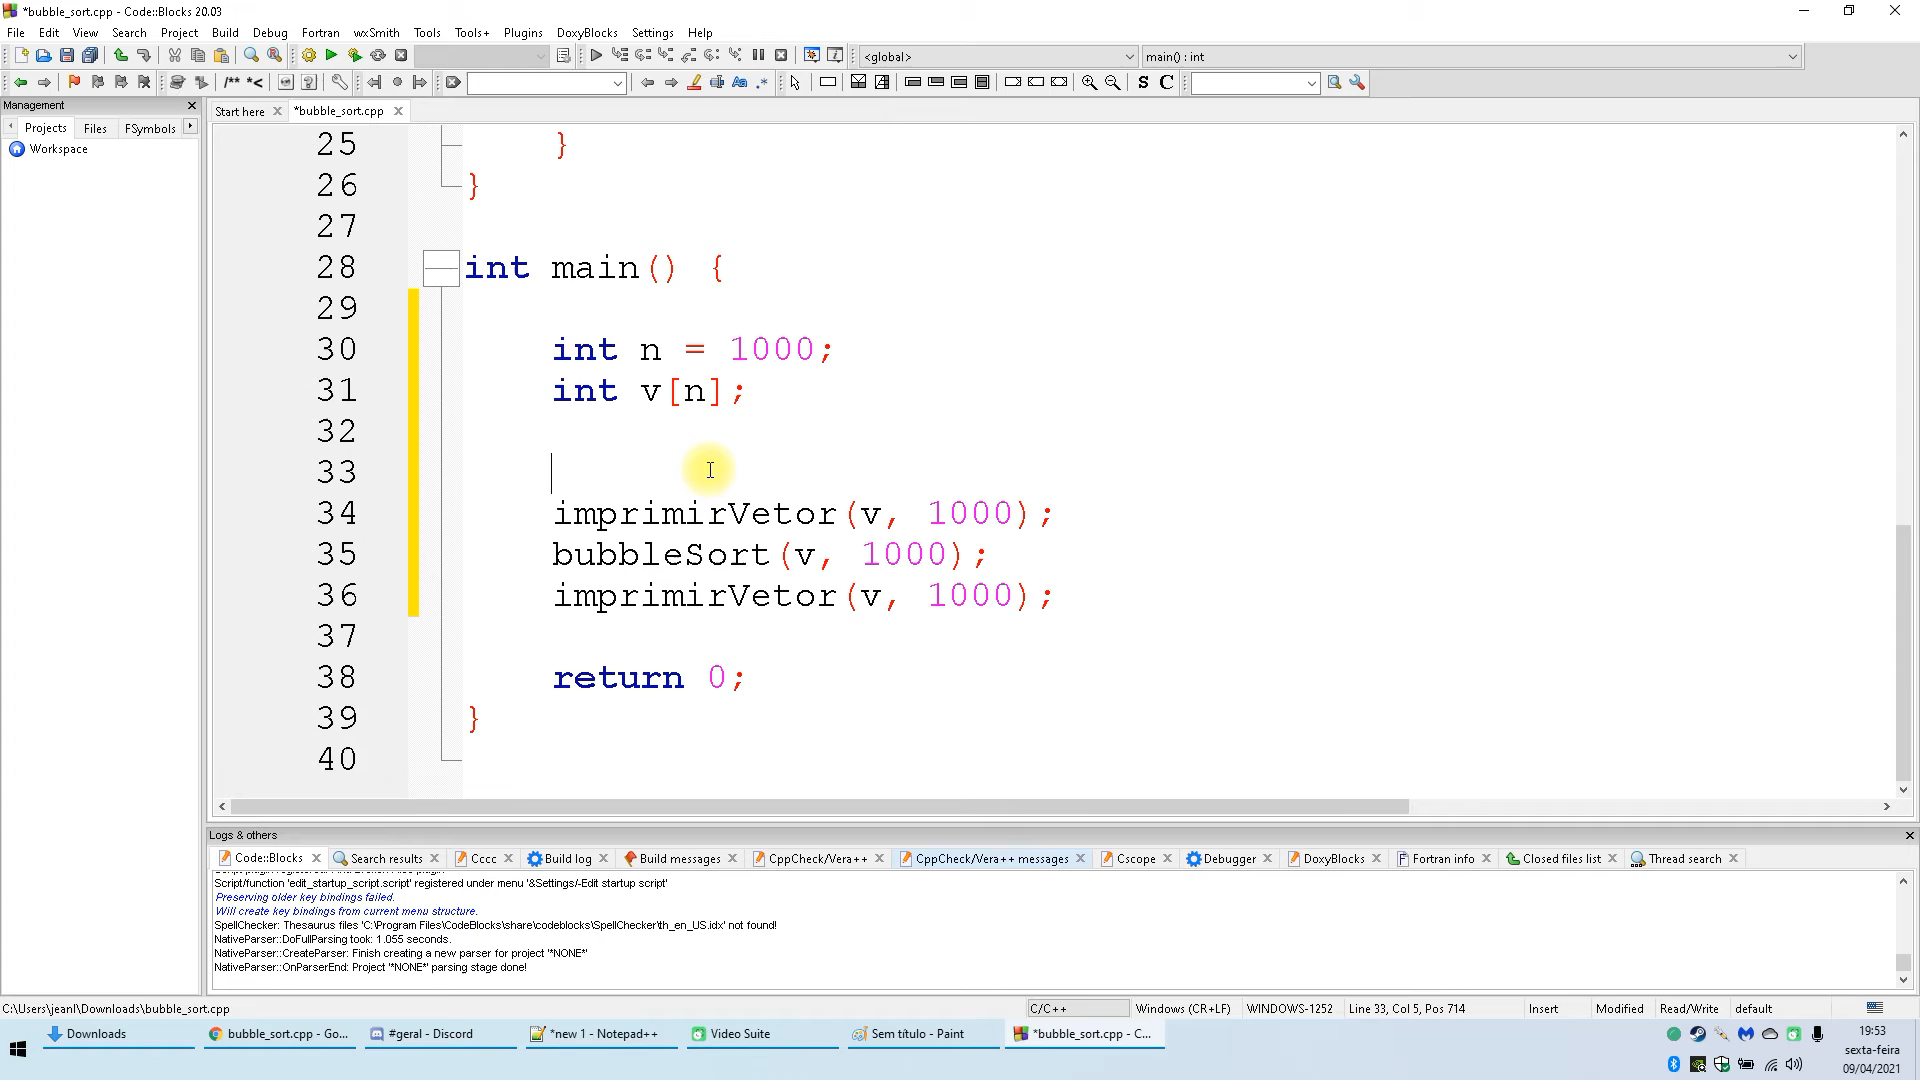 *bubble_sort.cpp - Code::Blocks 20.03
File Edit View Search Project Build Debug Fortran wxSmith Tools Tools+ Plugins DoxyBlocks Settings Help
<global> main() : int
/** *< Aa .* S C
Management
Start here *bubble_sort.cpp
Projects Files FSymbols
Workspace
25 }
26 }
27
28 int main() {
29
30 int n = 1000;
31 int v[n];
32
33
34 imprimirVetor(v, 1000);
35 bubbleSort(v, 1000);
36 imprimirVetor(v, 1000);
37
38 return 0;
39 }
40
Logs & others
Code::Blocks Search results Cccc Build log Build messages CppCheck/Vera++ CppCheck/Vera++ messages Cscope Debugger DoxyBlocks Fortran info Closed files list Thread search
Script/function 'edit_startup_script.script' registered under menu '&Settings/-Edit startup script'
Preserving older key bindings failed.
Will create key bindings from current menu structure.
SpellChecker: Thesaurus files 'C:\Program Files\CodeBlocks\share\codeblocks\SpellChecker\th_en_US.idx' not found!
NativeParser::DoFullParsing took: 1.055 seconds.
NativeParser::CreateParser: Finish creating a new parser for project '*NONE*'
NativeParser::OnParserEnd: Project '*NONE*' parsing stage done!
C:\Users\jeanl\Downloads\bubble_sort.cpp C/C++ Windows (CR+LF) WINDOWS-1252 Line 33, Col 5, Pos 714 Insert Modified Read/Write default
Downloads bubble_sort.cpp - Go... #geral - Discord *new 1 - Notepad++ Video Suite Sem título - Paint *bubble_sort.cpp - C...
19:53
sexta-feira
09/04/2021